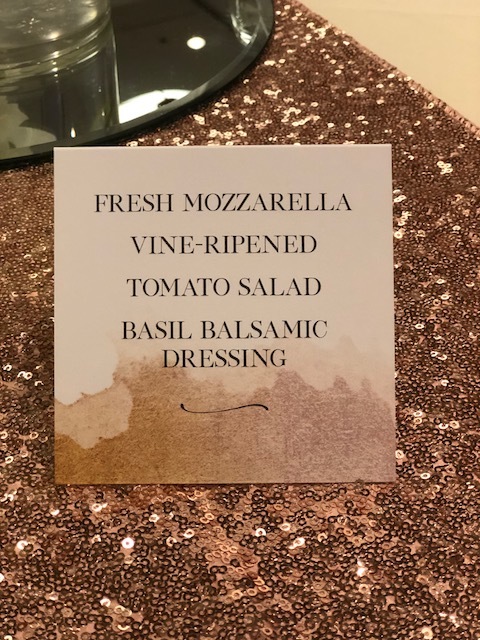 FRESH MOZZARELLA
VINE-RIPENED
TOMATO SALAD
BASIL BALSAMIC
DRESSING